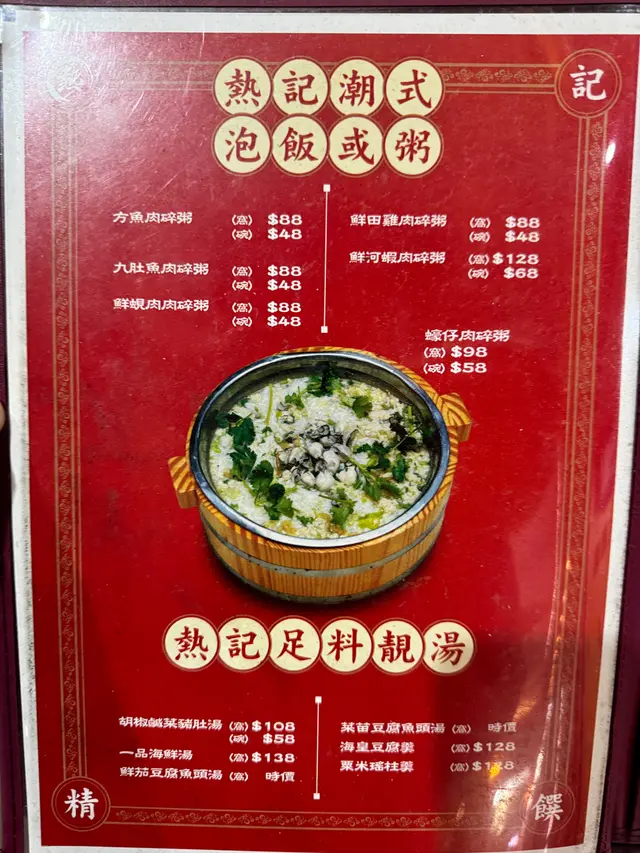 記
熱記潮式
泡飯或粥
方魚肉碎粥 (窩) $88
(碗) $48
九肚魚肉碎粥 (窩) $88
(碗) $48
鮮蜆肉肉碎粥 (窩) $88
(碗) $48
鮮田雞肉碎粥 (窩) $88
(碗) $48
鮮河蝦肉碎粥 (窩) $128
(碗) $68
蠔仔肉碎粥
(窩) $98
(碗) $58
熱記足料靚湯
胡椒鹹菜豬肚湯 (窩) $108
(碗) $58
一品海鮮湯 (窩) $138
鮮茄豆腐魚頭湯 (窩) 時價
菜苗豆腐魚頭湯 (窩) 時價
海皇豆腐羹 (窩) $128
粟米瑤柱羹 (窩) $128
精
饌